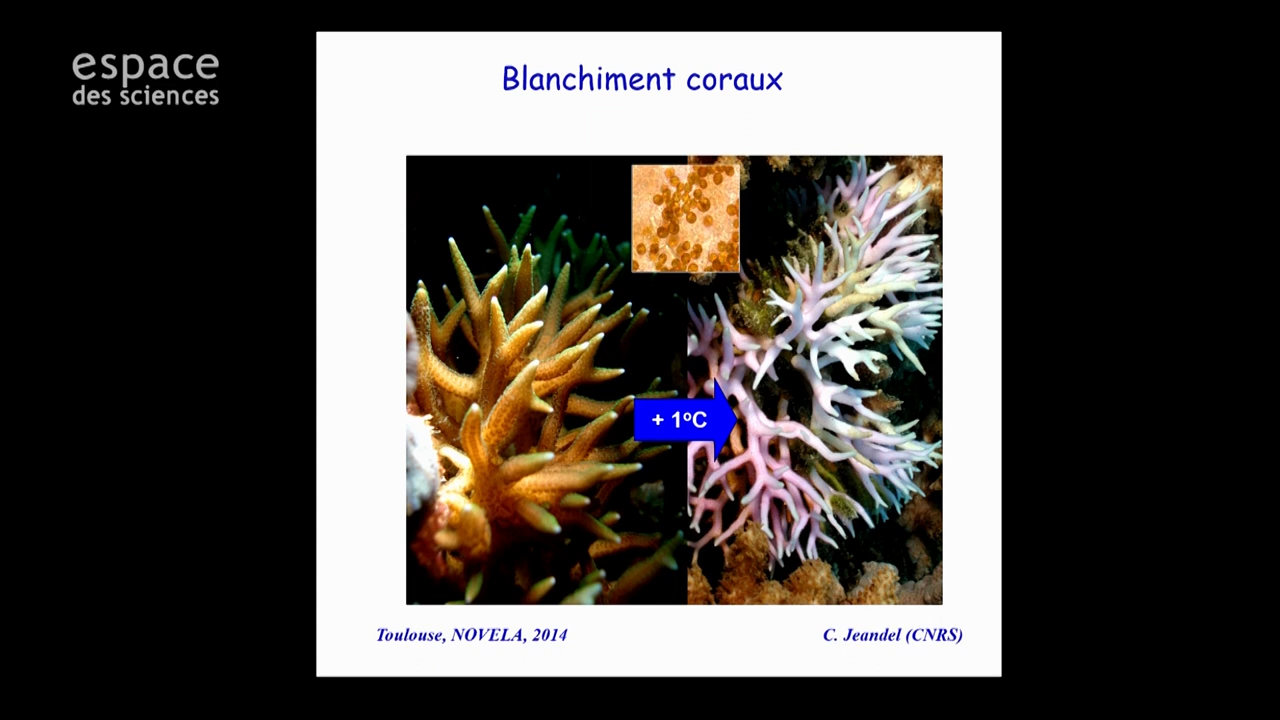 espace
des sciences
Blanchiment coraux
+ 1ºC
Toulouse, NOVELA, 2014
C. Jeandel (CNRS)